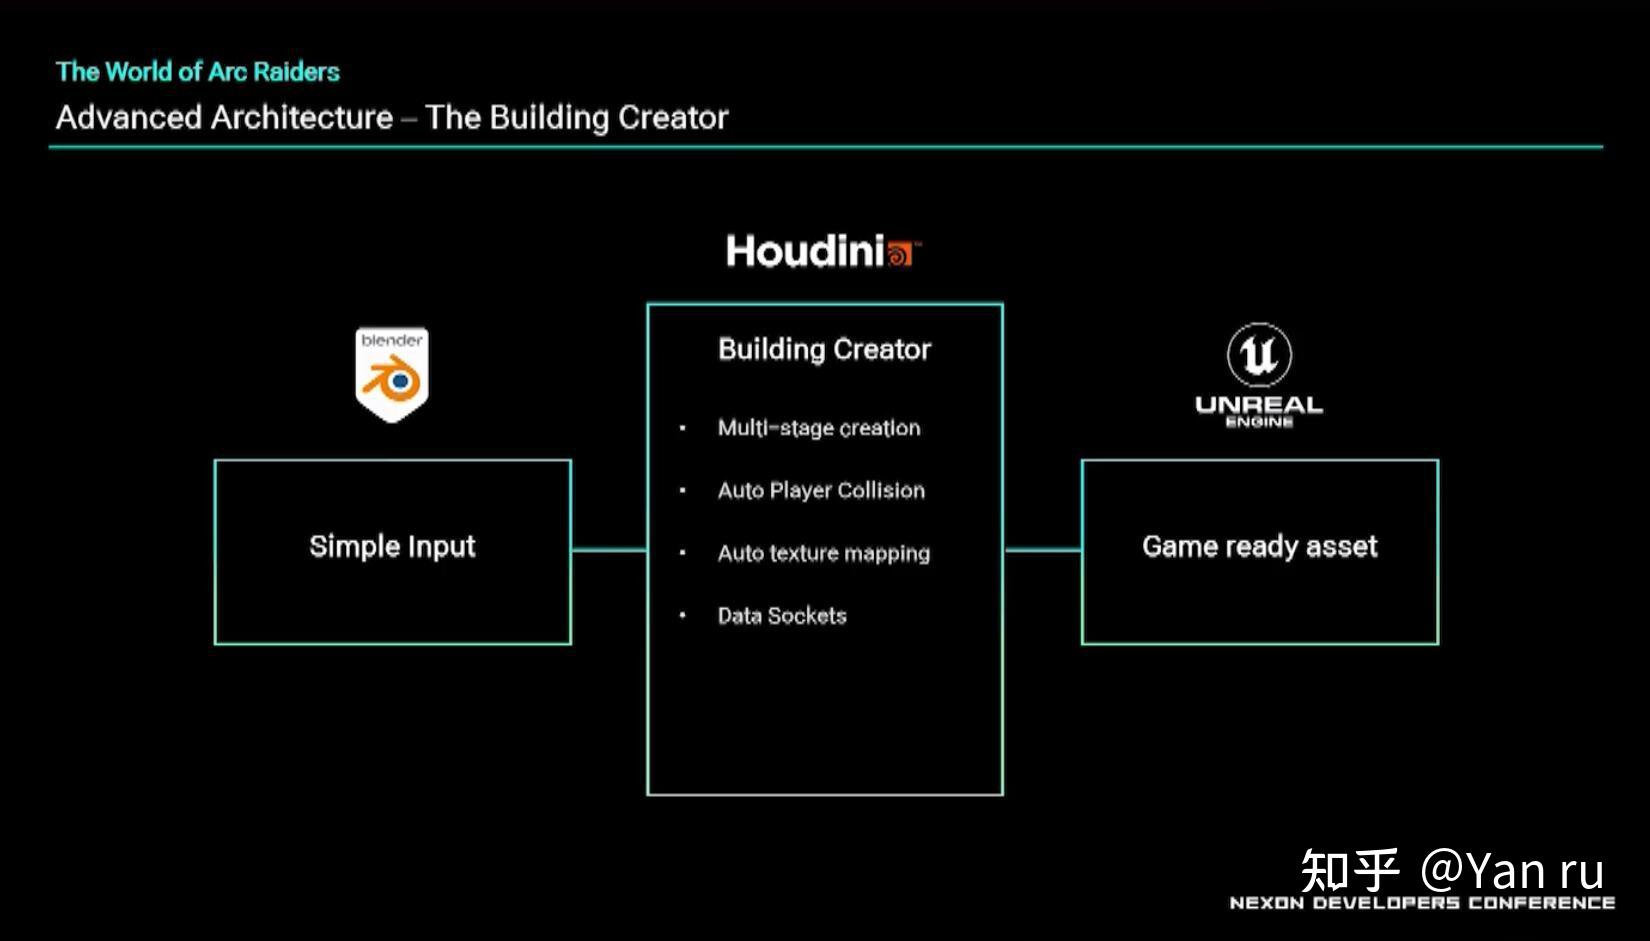 The World of Arc Raiders
Advanced Architecture – The Building Creator
Houdini
blender
Simple Input
Building Creator
• Multi-stage creation
• Auto Player Collision
• Auto texture mapping
• Data Sockets
UNREAL
ENGINE
Game ready asset
知乎 @Yan ru
NEXON DEVELOPERS CONFERENCE